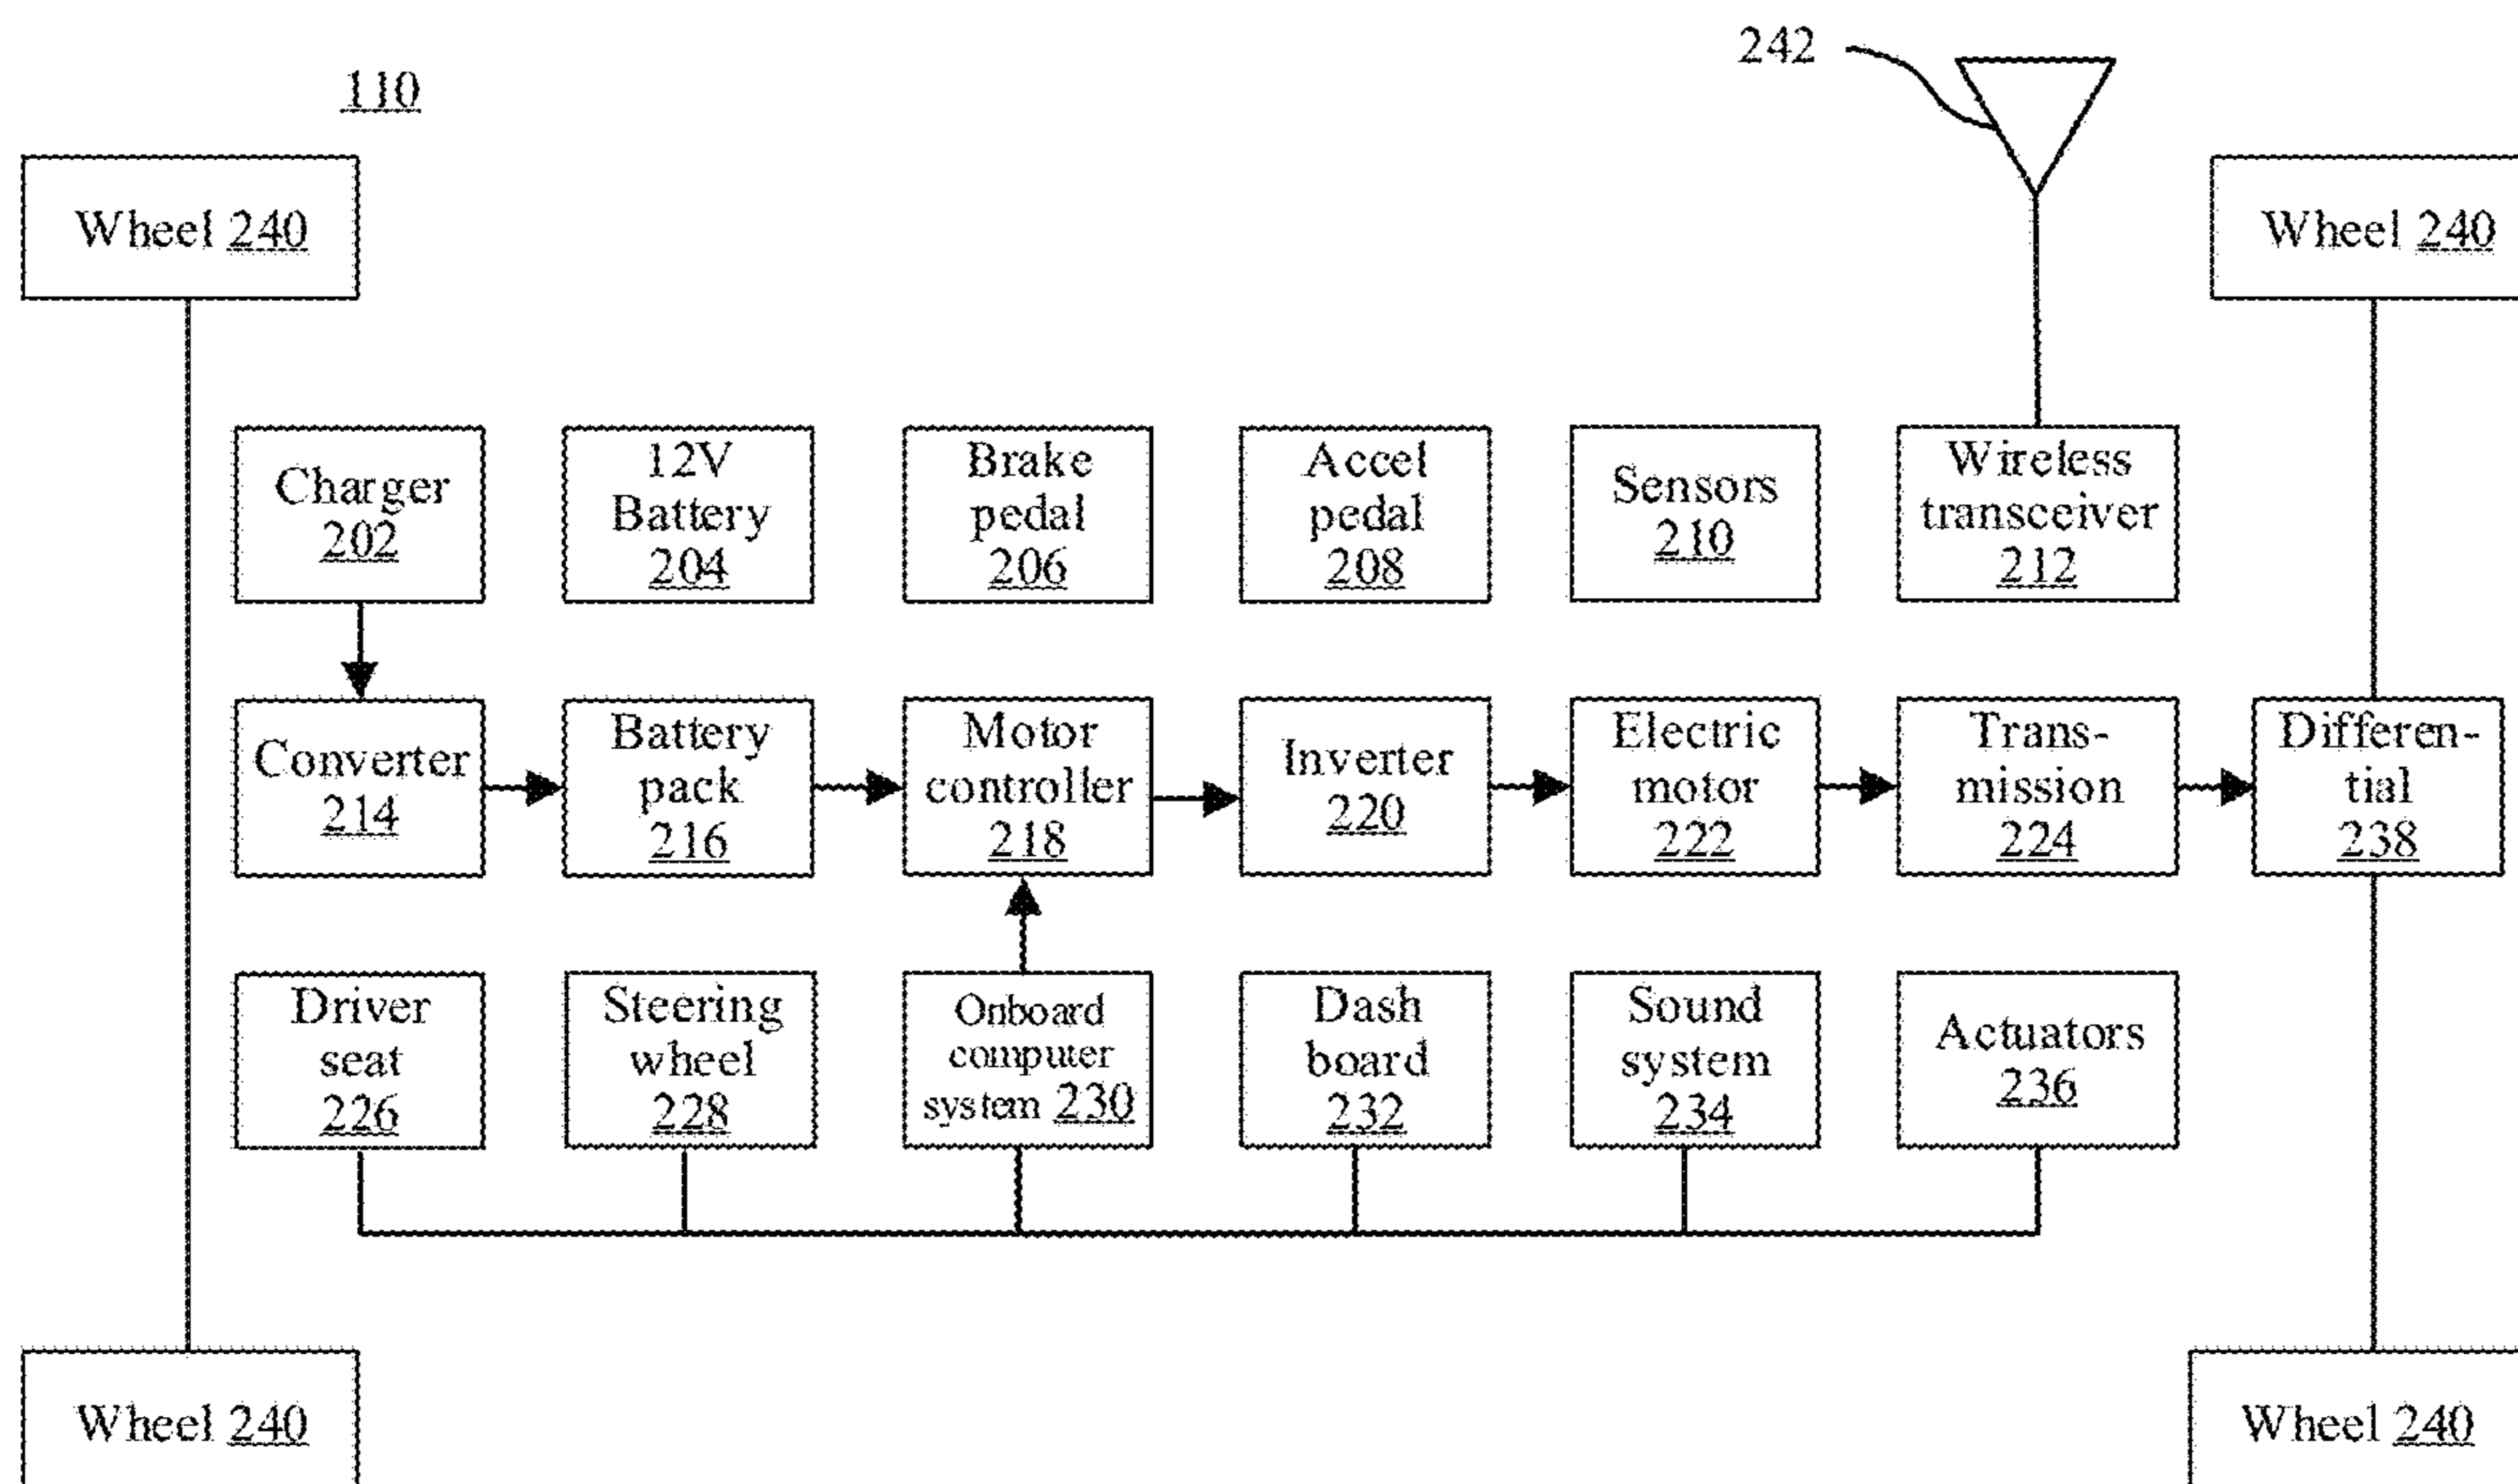 242
110
Wheel 240
Wheel 240
Charger
202
12V
Battery
204
Brake
pedal
206
Accel
pedal
208
Sensors
210
Wireless
transceiver
212
Converter
214
Battery
pack
216
Motor
controller
218
Inverter
220
Electric
motor
222
Trans-
mission
224
Differen-
tial
238
Driver
seat
226
Steering
wheel
228
Onboard
computer
system 230
Dash
board
232
Sound
system
234
Actuators
236
Wheel 240
Wheel 240